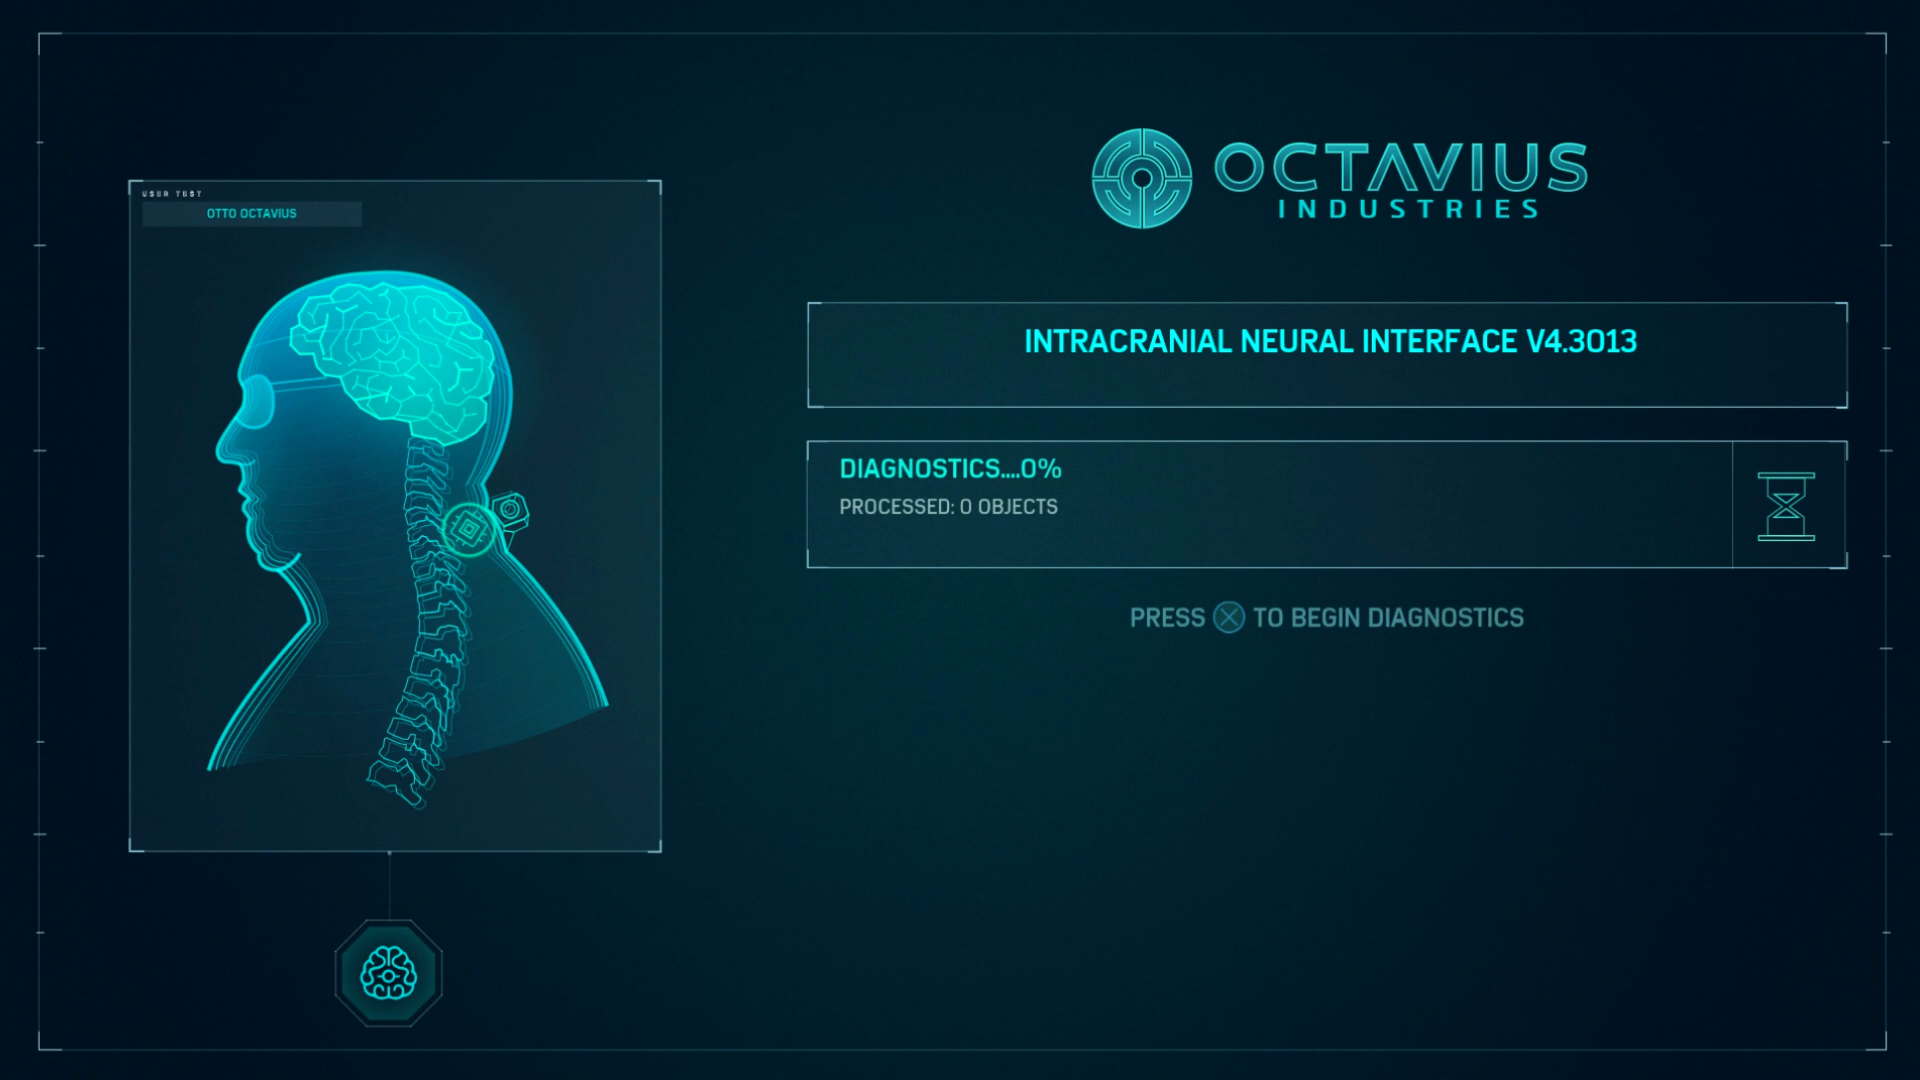 USER TEST
OTTO OCTAVIUS
OCTAVIUS
INDUSTRIES
INTRACRANIAL NEURAL INTERFACE V4.3013
DIAGNOSTICS....0%
PROCESSED: 0 OBJECTS
PRESS ⓧ TO BEGIN DIAGNOSTICS